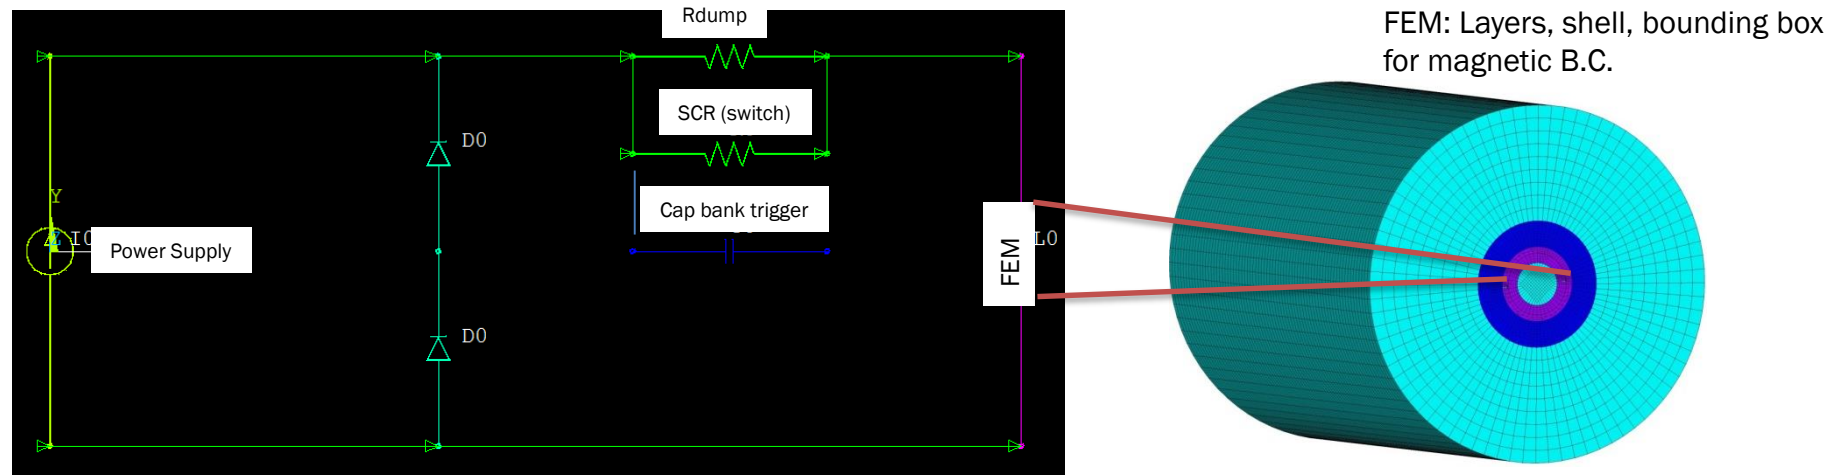 Rdump
FEM: Layers, shell, bounding box
for magnetic B.C.
SCR (switch)
D0
Y
Cap bank trigger
I0
Power Supply
FEM
L0
D0